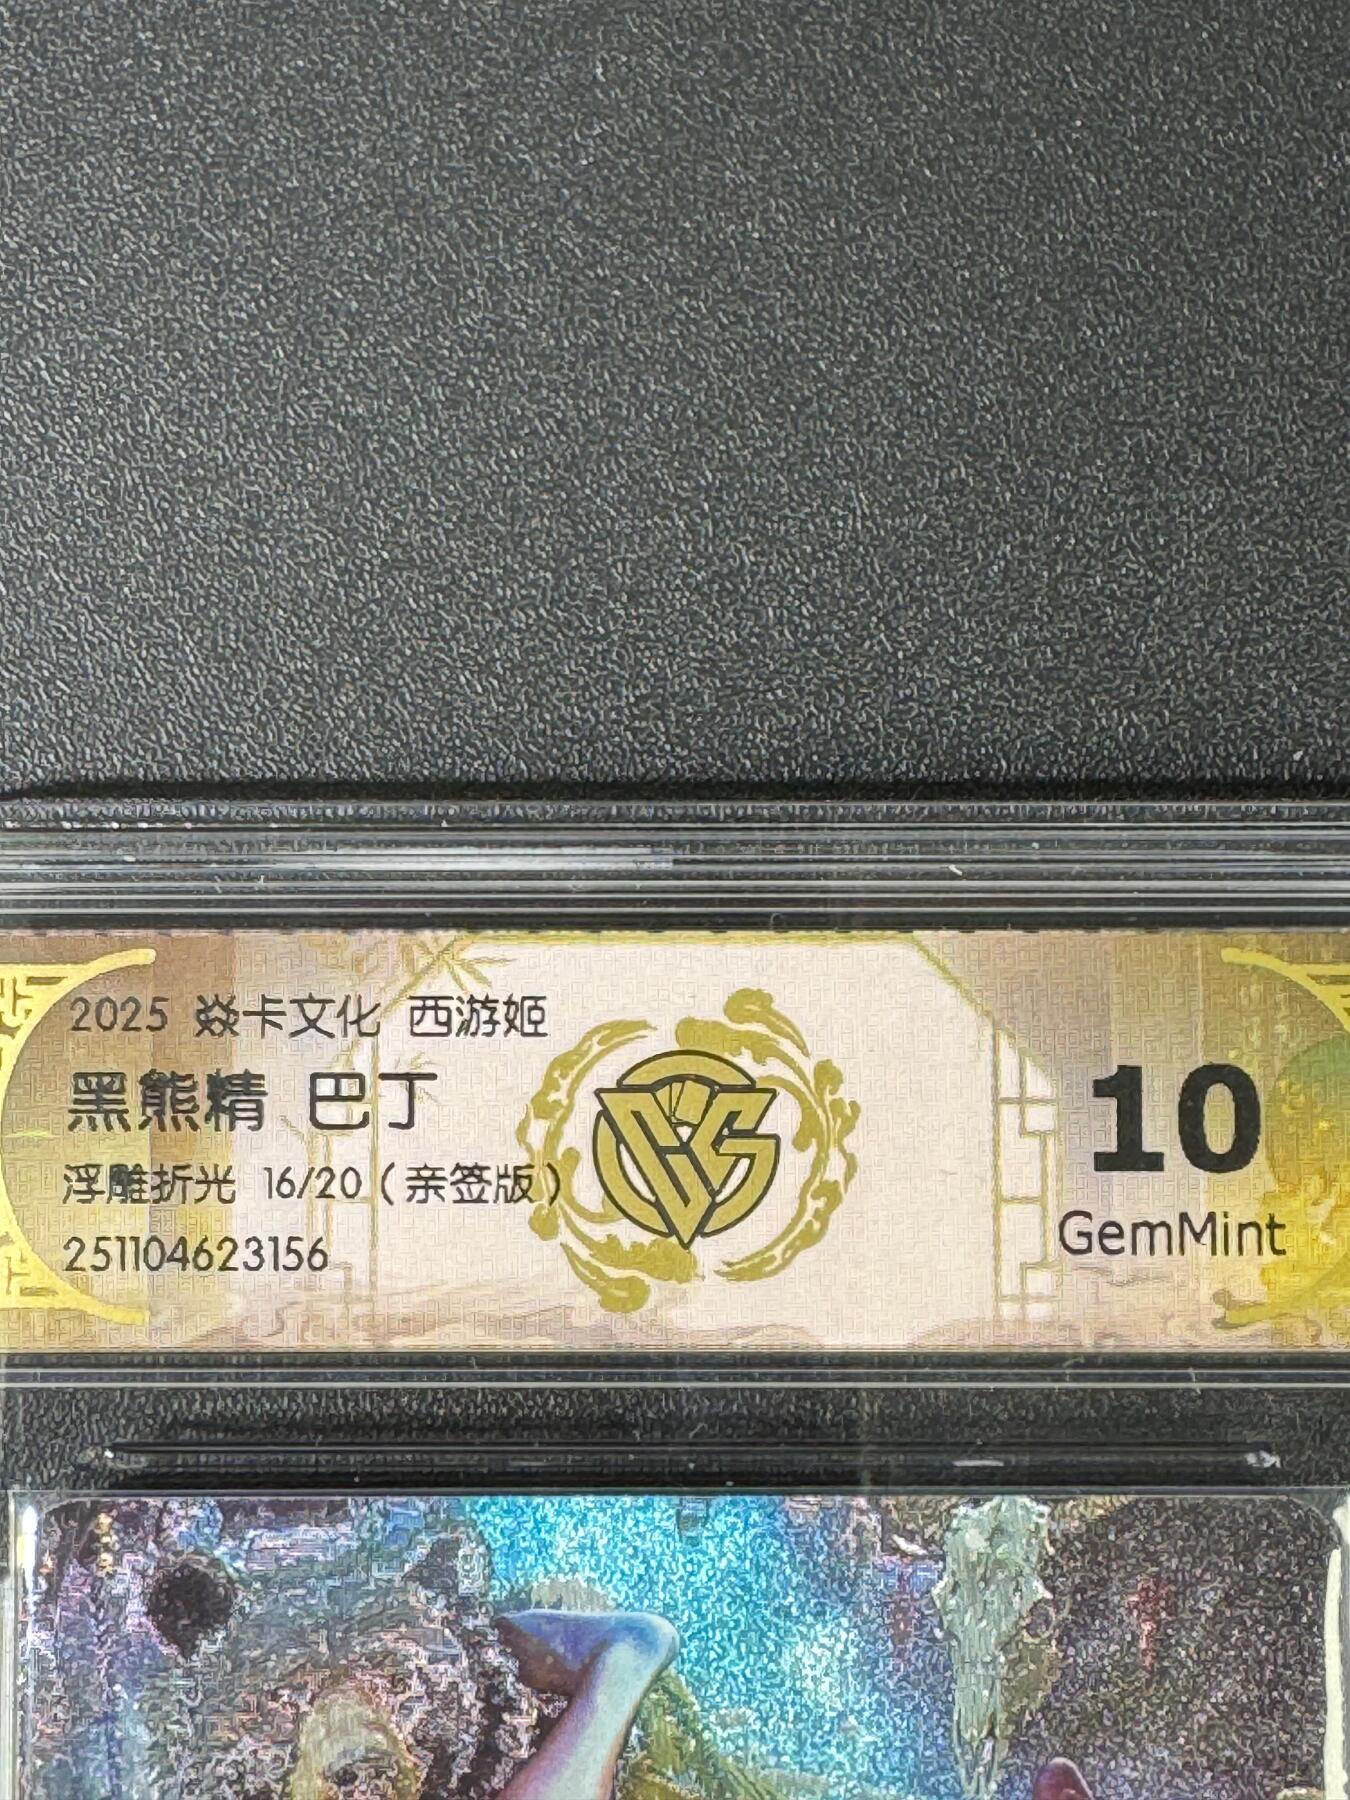 2025 焱卡文化 西游姬
黑熊精 巴丁
浮雕折光 16/20（亲签版）
251104623156
10
GemMint